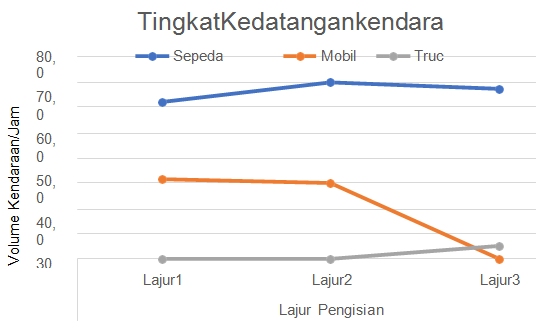 TingkatKedatangankendara
Sepeda Mobil Truc
80,
0
70,
0
60,
0
50,
0
40,
0
30
Volume Kendaraan/Jam
Lajur1 Lajur2 Lajur3
Lajur Pengisian